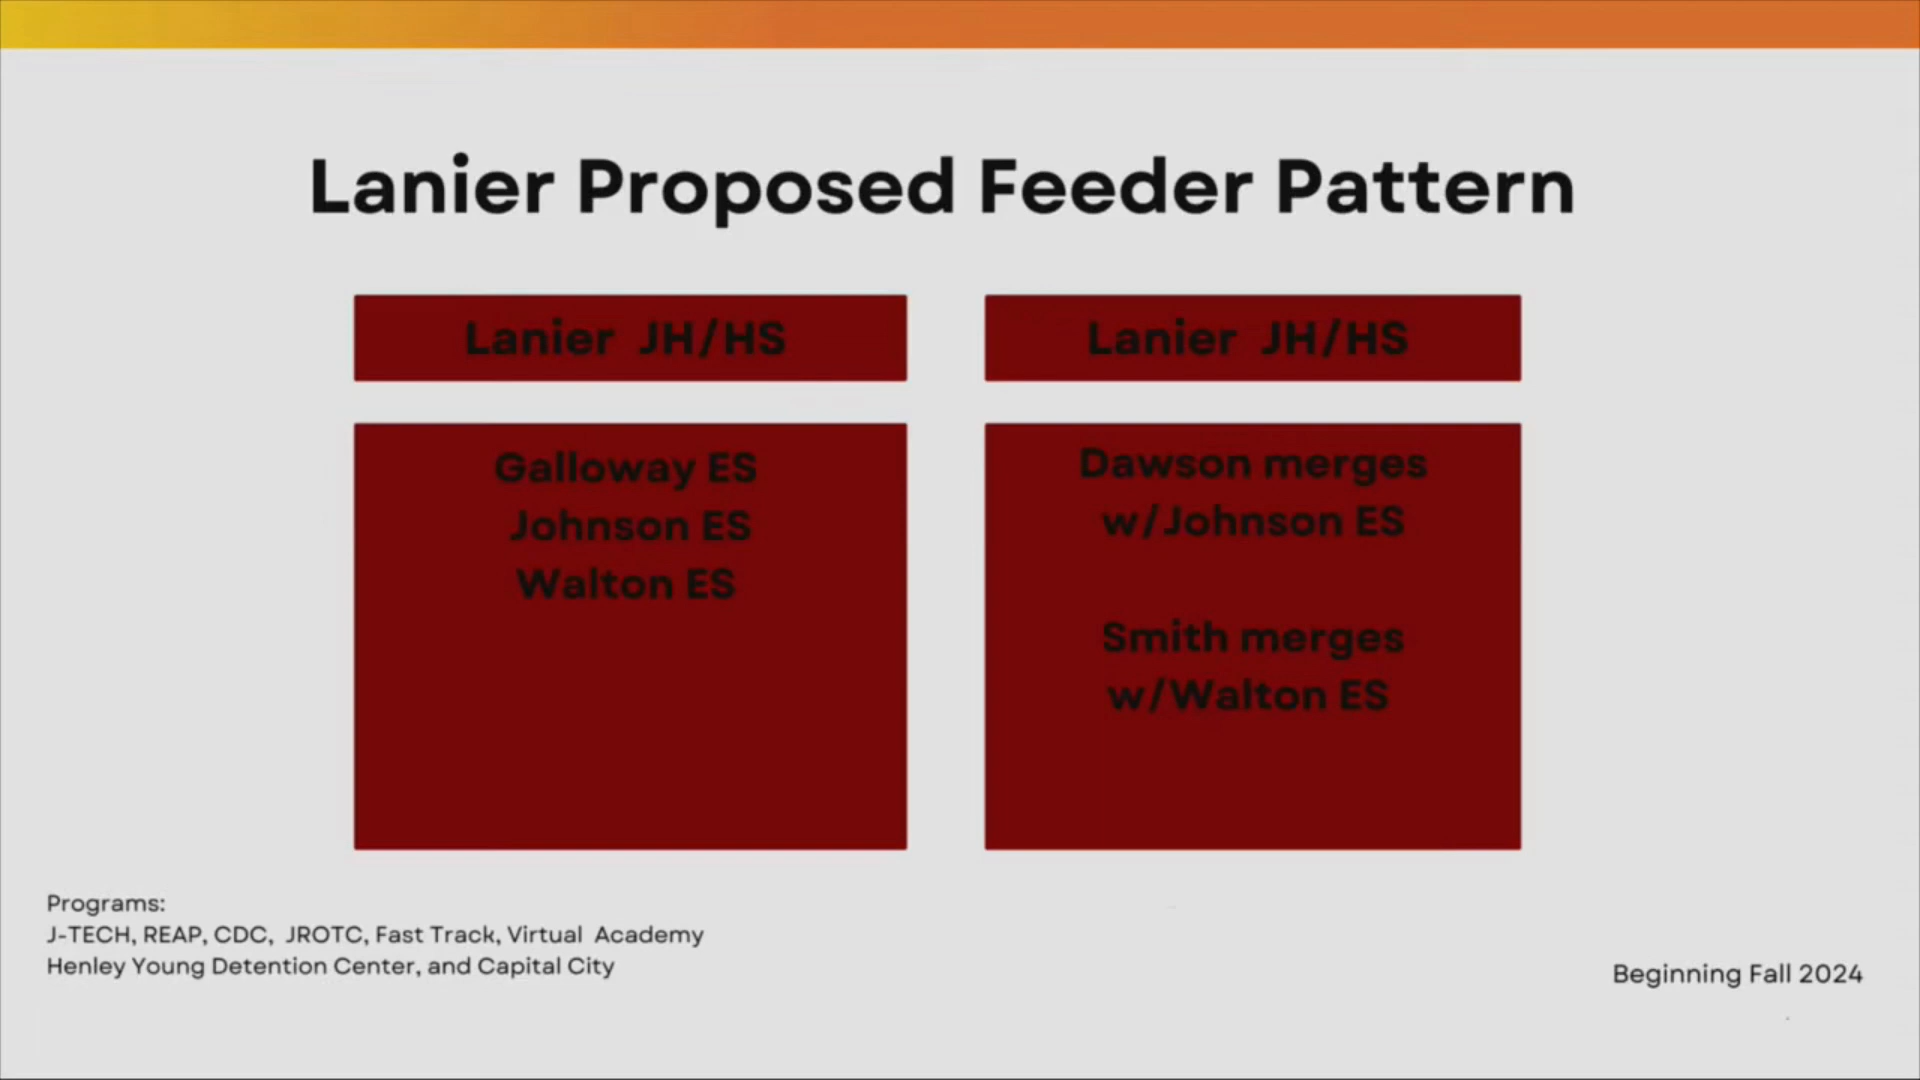 Lanier Proposed Feeder Pattern
Lanier JH/HS
Galloway ES
Johnson ES
Walton ES
Lanier JH/HS
Dawson merges
w/Johnson ES
Smith merges
w/Walton ES
Programs:
J-TECH, REAP, CDC, JROTC, Fast Track, Virtual Academy
Henley Young Detention Center, and Capital City
Beginning Fall 2024